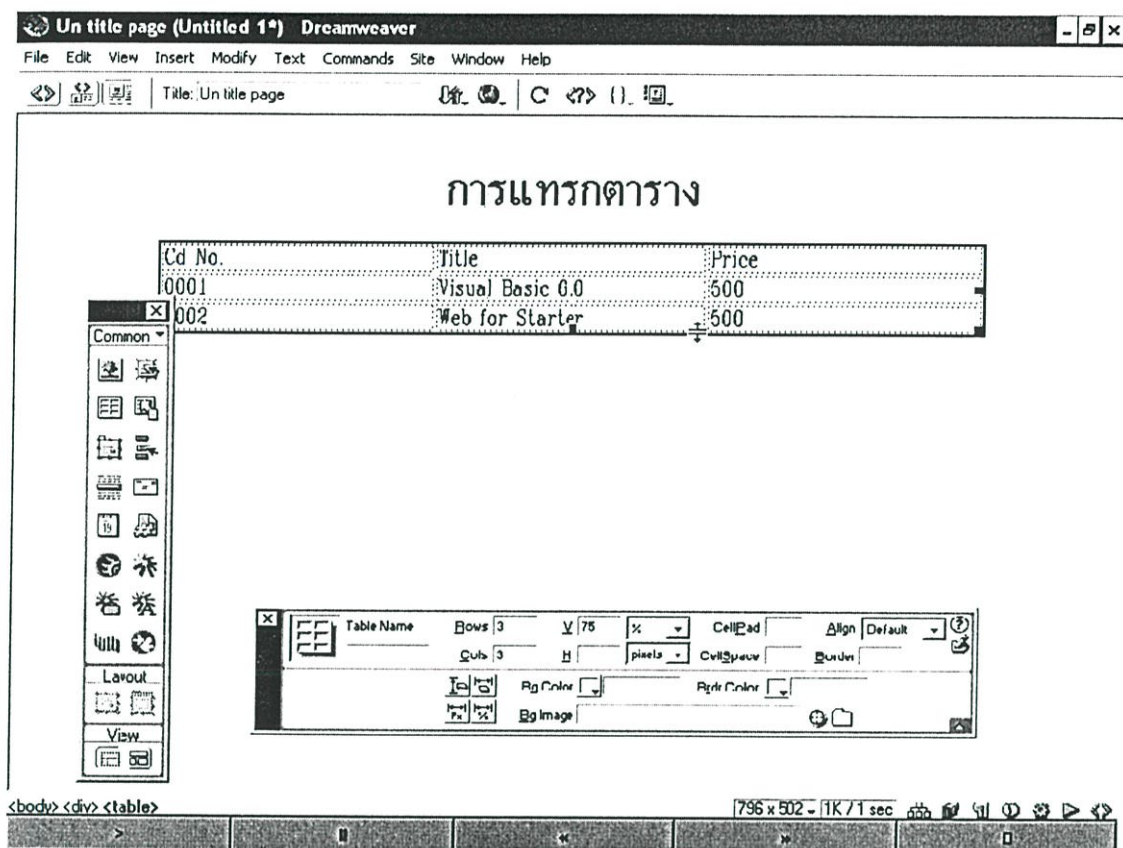 Un title page (Untitled 1*) Dreamweaver
File Edit View Insert Modify Text Commands Site Window Help
Title: Un title page
การแทรกตาราง
Cd No. Title Price
0001 Visual Basic 6.0 500
002 Web for Starter 500
Common
Layout
View
Table Name Rows 3 V 75 % CellPad Align Default
Cols 3 H pixels CellSpace Border
Bg Color Brdr Color
Bg Image
<body> <div> <table> 796 x 502 1K / 1 sec